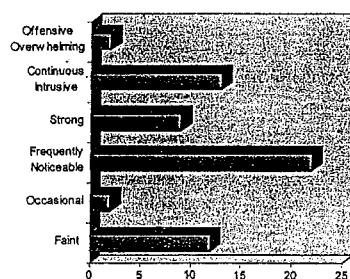 Offensive
Overwhelming
Continuous
Intrusive
Strong
Frequently
Noticeable
Occasional
Faint
0 5 10 15 20 25